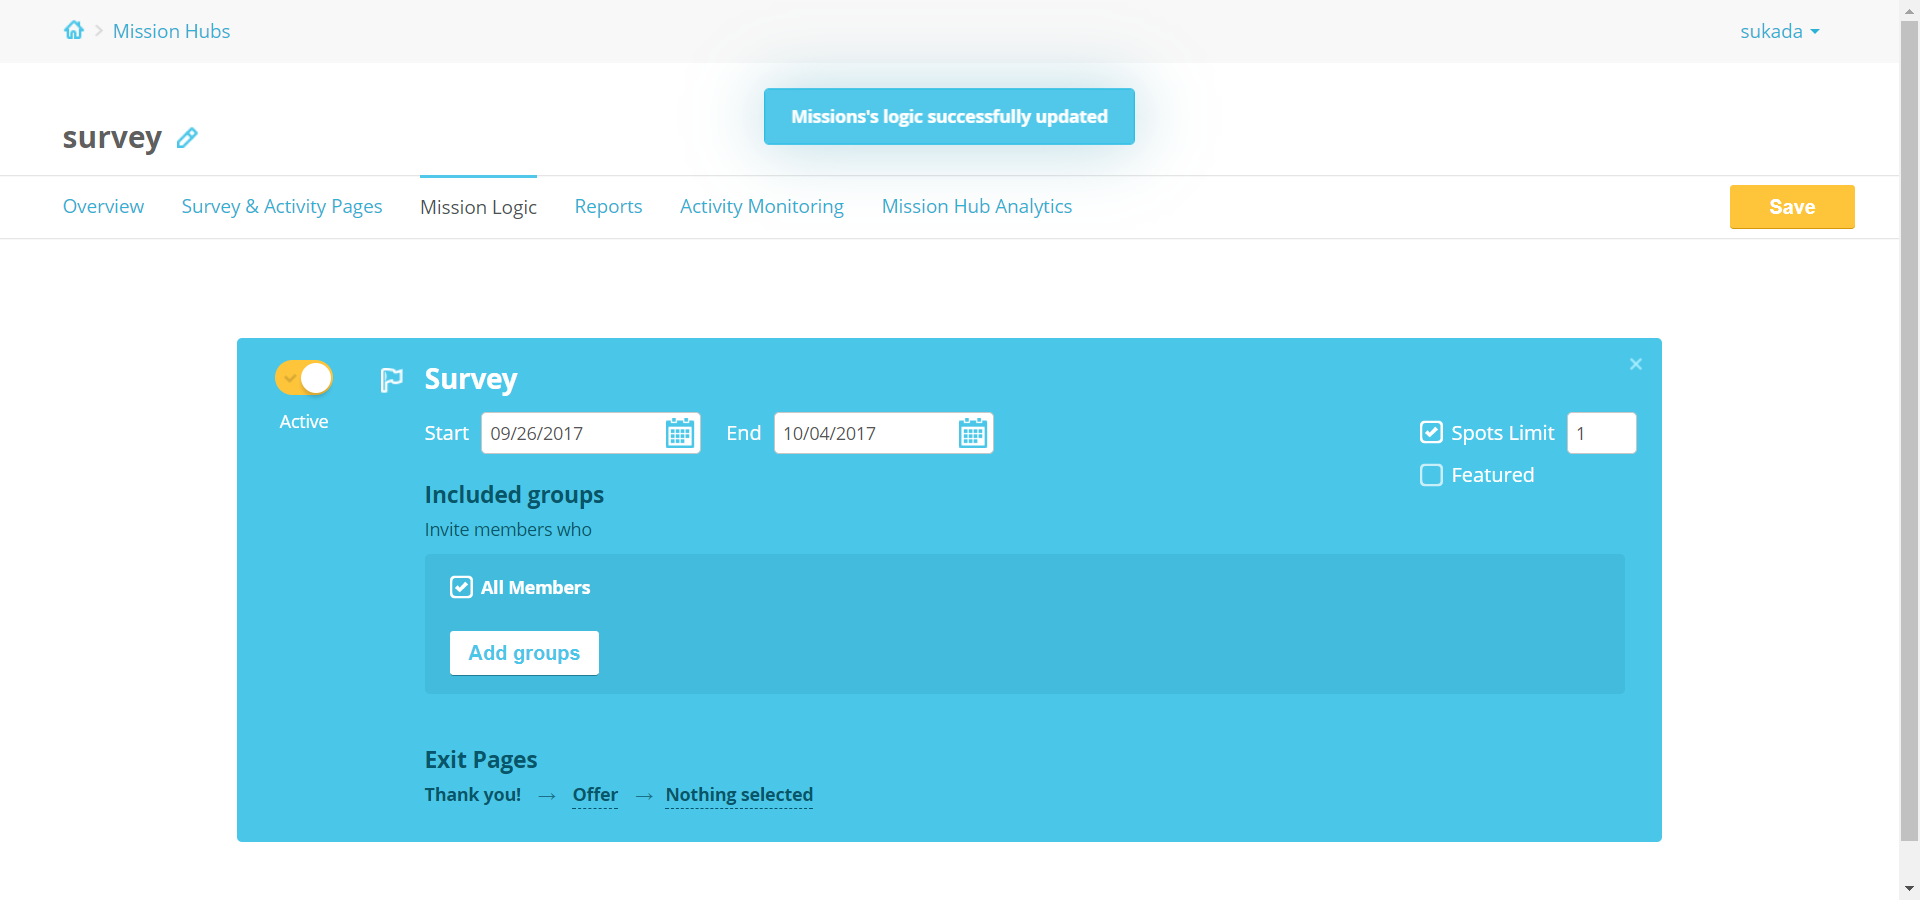 Mission Hubs
sukada
Missions's logic successfully updated
survey
Overview
Survey & Activity Pages
Mission Logic
Reports
Activity Monitoring
Mission Hub Analytics
Save
Survey
Active
Start
09/26/2017
End
10/04/2017
Spots Limit
1
Featured
Included groups
Invite members who
All Members
Add groups
Exit Pages
Thank you! → Offer → Nothing selected